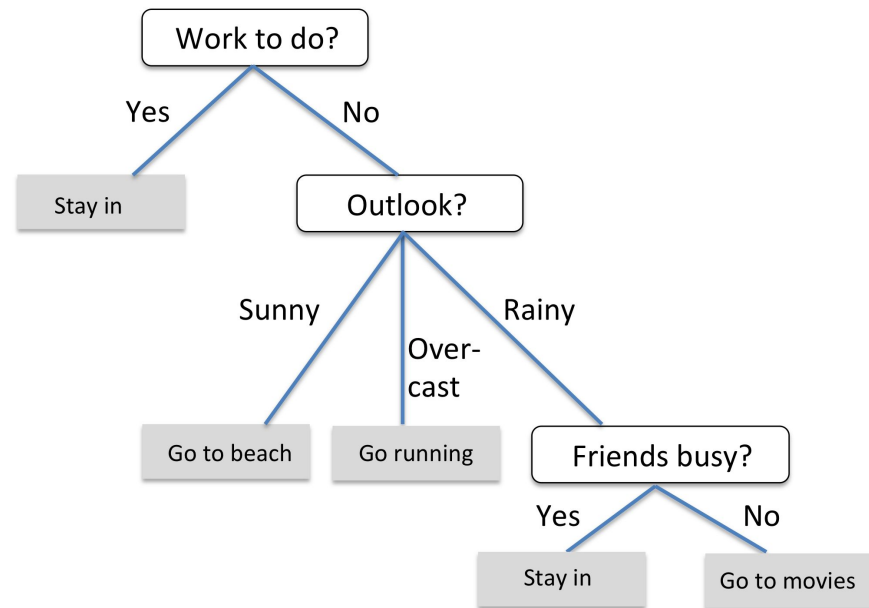 Work to do?
Yes
No
Stay in
Outlook?
Sunny
Over-
cast
Rainy
Go to beach
Go running
Friends busy?
Yes
No
Stay in
Go to movies